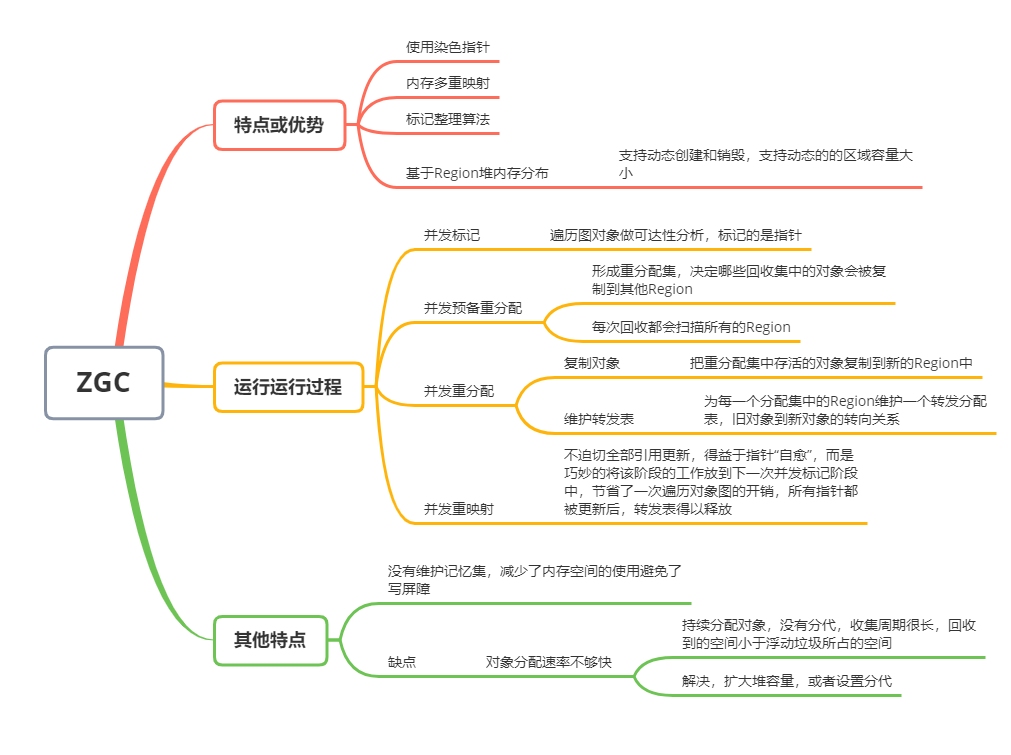 ZGC
特点或优势
使用染色指针
内存多重映射
标记整理算法
基于Region堆内存分布
支持动态创建和销毁，支持动态的的区域容量大
小
运行运行过程
并发标记
遍历图对象做可达性分析，标记的是指针
并发预备重分配
形成重分配集，决定哪些回收集中的对象会被复
制到其他Region
每次回收都会扫描所有的Region
并发重分配
复制对象
把重分配集中存活的对象复制到新的Region中
维护转发表
为每一个分配集中的Region维护一个转发分配
表，旧对象到新对象的转向关系
并发重映射
不迫切全部引用更新，得益于指针“自愈”，而是
巧妙的将该阶段的工作放到下一次并发标记阶段
中，节省了一次遍历对象图的开销，所有指针都
被更新后，转发表得以释放
其他特点
没有维护记忆集，减少了内存空间的使用避免了
写屏障
缺点
对象分配速率不够快
持续分配对象，没有分代，收集周期很长，回收
到的空间小于浮动垃圾所占的空间
解决，扩大堆容量，或者设置分代